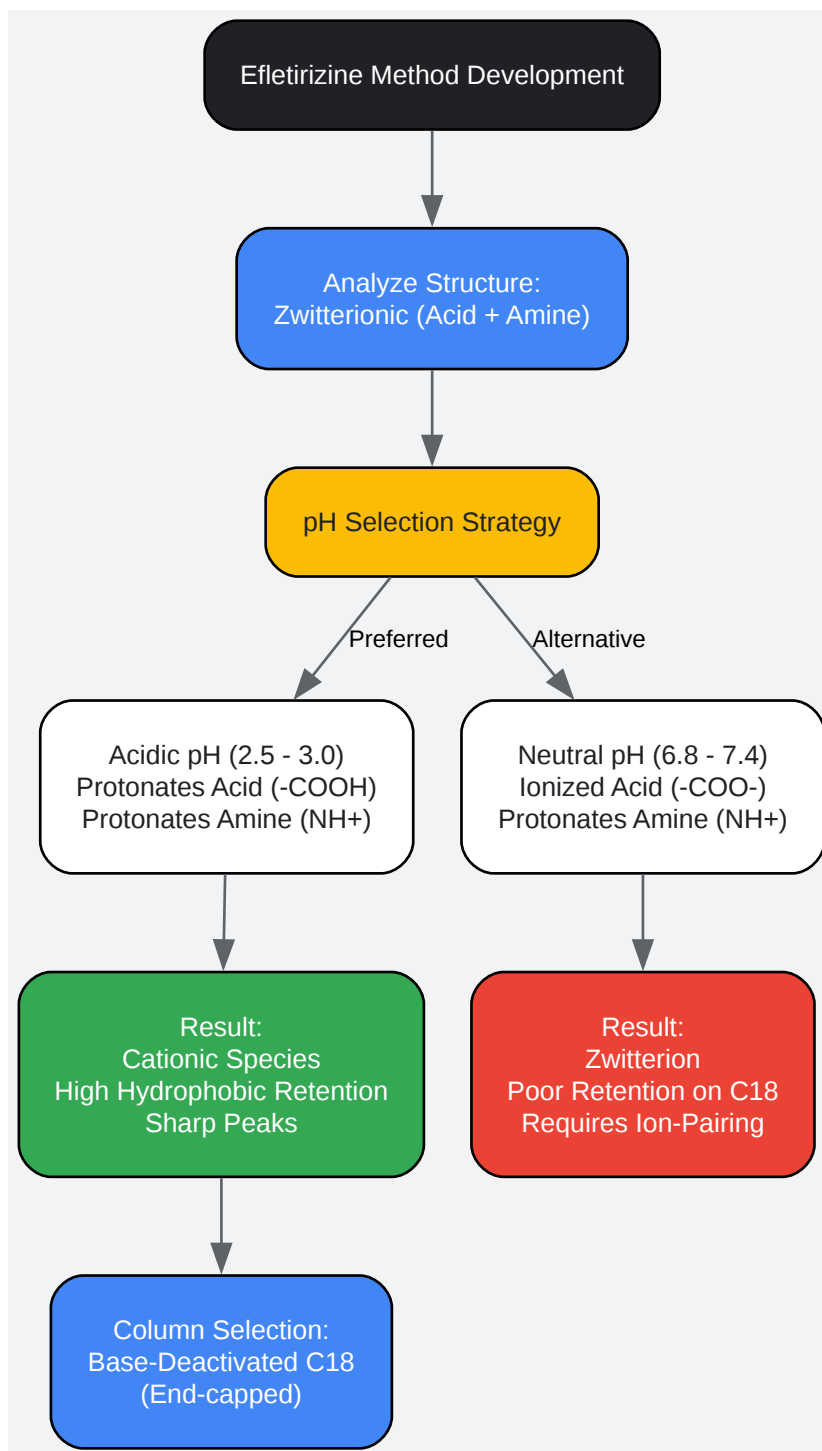 Efletirizine Method Development
Analyze Structure:
Zwitterionic (Acid + Amine)
pH Selection Strategy
Preferred
Alternative
Acidic pH (2.5 - 3.0)
Protonates Acid (-COOH)
Protonates Amine (NH+)
Neutral pH (6.8 - 7.4)
Ionized Acid (-COO-)
Protonates Amine (NH+)
Result:
Cationic Species
High Hydrophobic Retention
Sharp Peaks
Result:
Zwitterion
Poor Retention on C18
Requires Ion-Pairing
Column Selection:
Base-Deactivated C18
(End-capped)